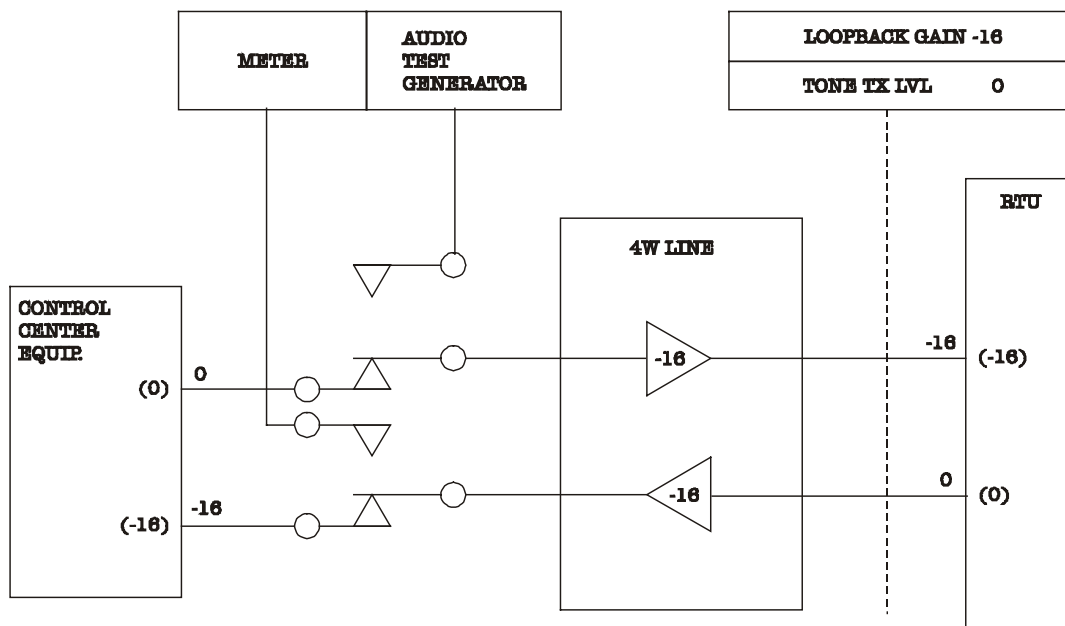 METER
AUDIO
TEST
GENERATOR
LOOPBACK GAIN -16
TONE TX LVL 0
RTU
4W LINE
CONTROL
CENTER
EQUIP.
(0)
0
-16
-16
(-16)
(-16)
-16
-16
0
(0)